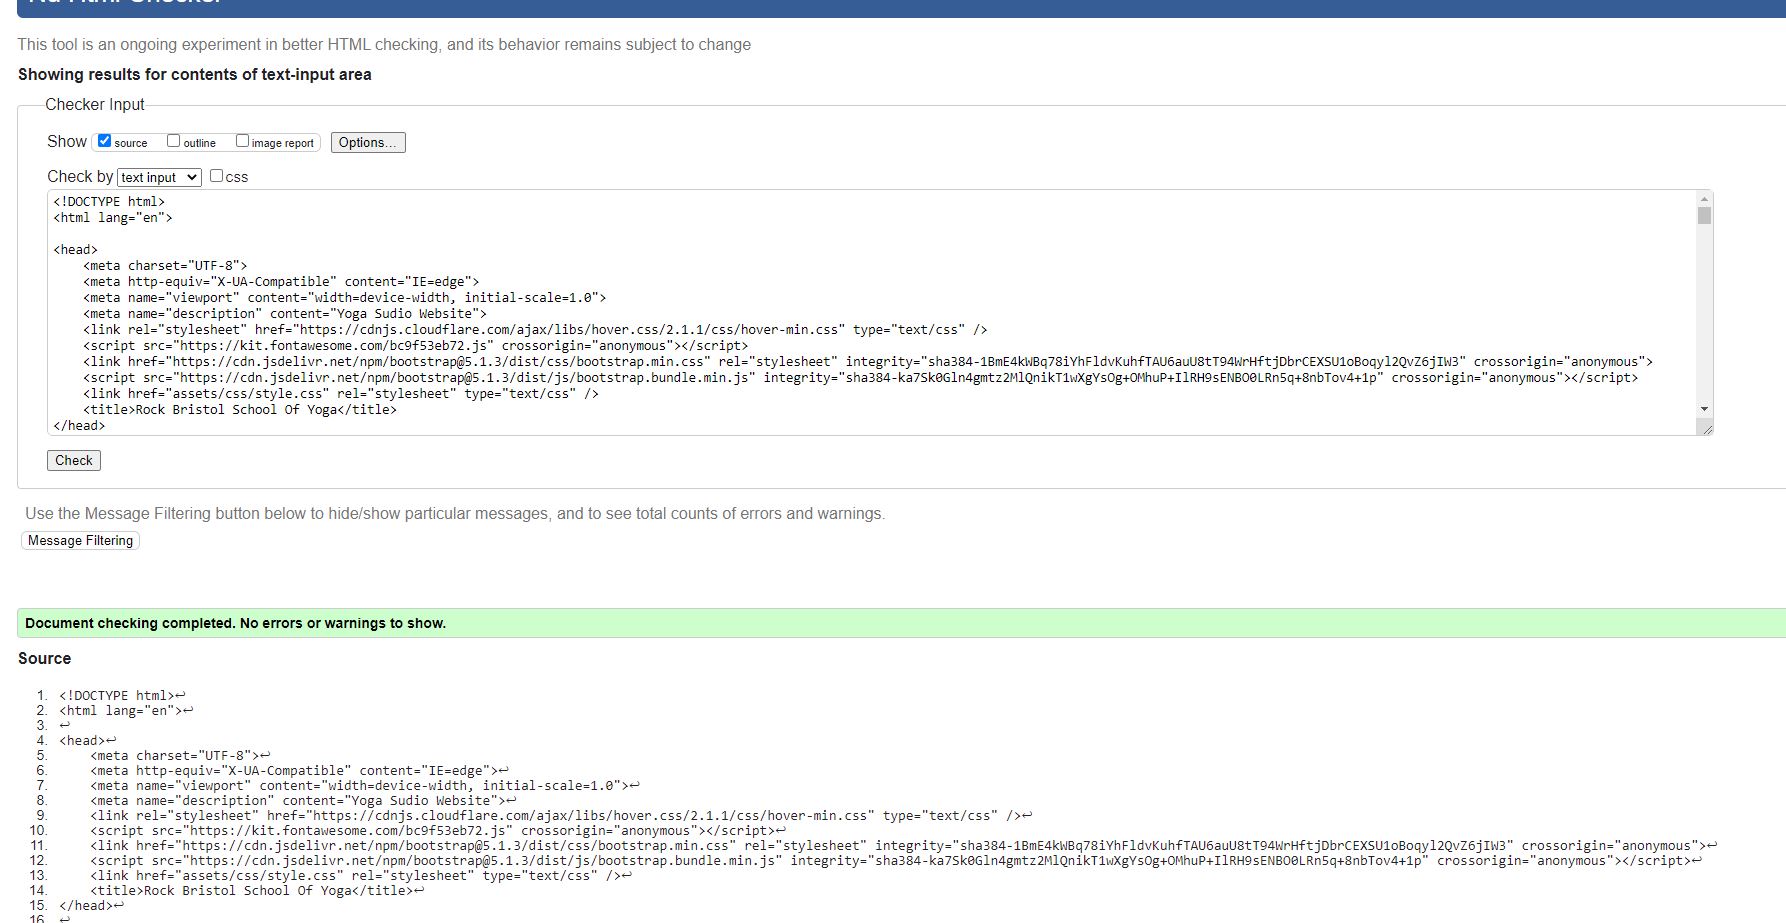 Nu Html Checker
This tool is an ongoing experiment in better HTML checking, and its behavior remains subject to change
Showing results for contents of text-input area
Checker Input
Show source outline image report Options...
Check by text input css
<!DOCTYPE html>
<html lang="en">
<head>
<meta charset="UTF-8">
<meta http-equiv="X-UA-Compatible" content="IE=edge">
<meta name="viewport" content="width=device-width, initial-scale=1.0">
<meta name="description" content="Yoga Sudio Website">
<link rel="stylesheet" href="https://cdnjs.cloudflare.com/ajax/libs/hover.css/2.1.1/css/hover-min.css" type="text/css" />
<script src="https://kit.fontawesome.com/bc9f53eb72.js" crossorigin="anonymous"></script>
<link href="https://cdn.jsdelivr.net/npm/bootstrap@5.1.3/dist/css/bootstrap.min.css" rel="stylesheet" integrity="sha384-1BmE4kWBq78iYhFldvKuhfTAU6auU8tT94WrHftjDbrCEXSU1oBoqyl2QvZ6jIW3" crossorigin="anonymous">
<script src="https://cdn.jsdelivr.net/npm/bootstrap@5.1.3/dist/js/bootstrap.bundle.min.js" integrity="sha384-ka7Sk0Gln4gmtz2MlQnikT1wXgYsOg+OMhuP+IlRH9sENBO0LRn5q+8nbTov4+1p" crossorigin="anonymous"></script>
<link href="assets/css/style.css" rel="stylesheet" type="text/css" />
<title>Rock Bristol School Of Yoga</title>
</head>
Check
Use the Message Filtering button below to hide/show particular messages, and to see total counts of errors and warnings.
Message Filtering
Document checking completed. No errors or warnings to show.
Source
1. <!DOCTYPE html>↩
2. <html lang="en">↩
3. ↩
4. <head>↩
5. <meta charset="UTF-8">↩
6. <meta http-equiv="X-UA-Compatible" content="IE=edge">↩
7. <meta name="viewport" content="width=device-width, initial-scale=1.0">↩
8. <meta name="description" content="Yoga Sudio Website">↩
9. <link rel="stylesheet" href="https://cdnjs.cloudflare.com/ajax/libs/hover.css/2.1.1/css/hover-min.css" type="text/css" />↩
10. <script src="https://kit.fontawesome.com/bc9f53eb72.js" crossorigin="anonymous"></script>↩
11. <link href="https://cdn.jsdelivr.net/npm/bootstrap@5.1.3/dist/css/bootstrap.min.css" rel="stylesheet" integrity="sha384-1BmE4kWBq78iYhFldvKuhfTAU6auU8tT94WrHftjDbrCEXSU1oBoqyl2QvZ6jIW3" crossorigin="anonymous">↩
12. <script src="https://cdn.jsdelivr.net/npm/bootstrap@5.1.3/dist/js/bootstrap.bundle.min.js" integrity="sha384-ka7Sk0Gln4gmtz2MlQnikT1wXgYsOg+OMhuP+IlRH9sENBO0LRn5q+8nbTov4+1p" crossorigin="anonymous"></script>↩
13. <link href="assets/css/style.css" rel="stylesheet" type="text/css" />↩
14. <title>Rock Bristol School Of Yoga</title>↩
15. </head>↩
16. ↩